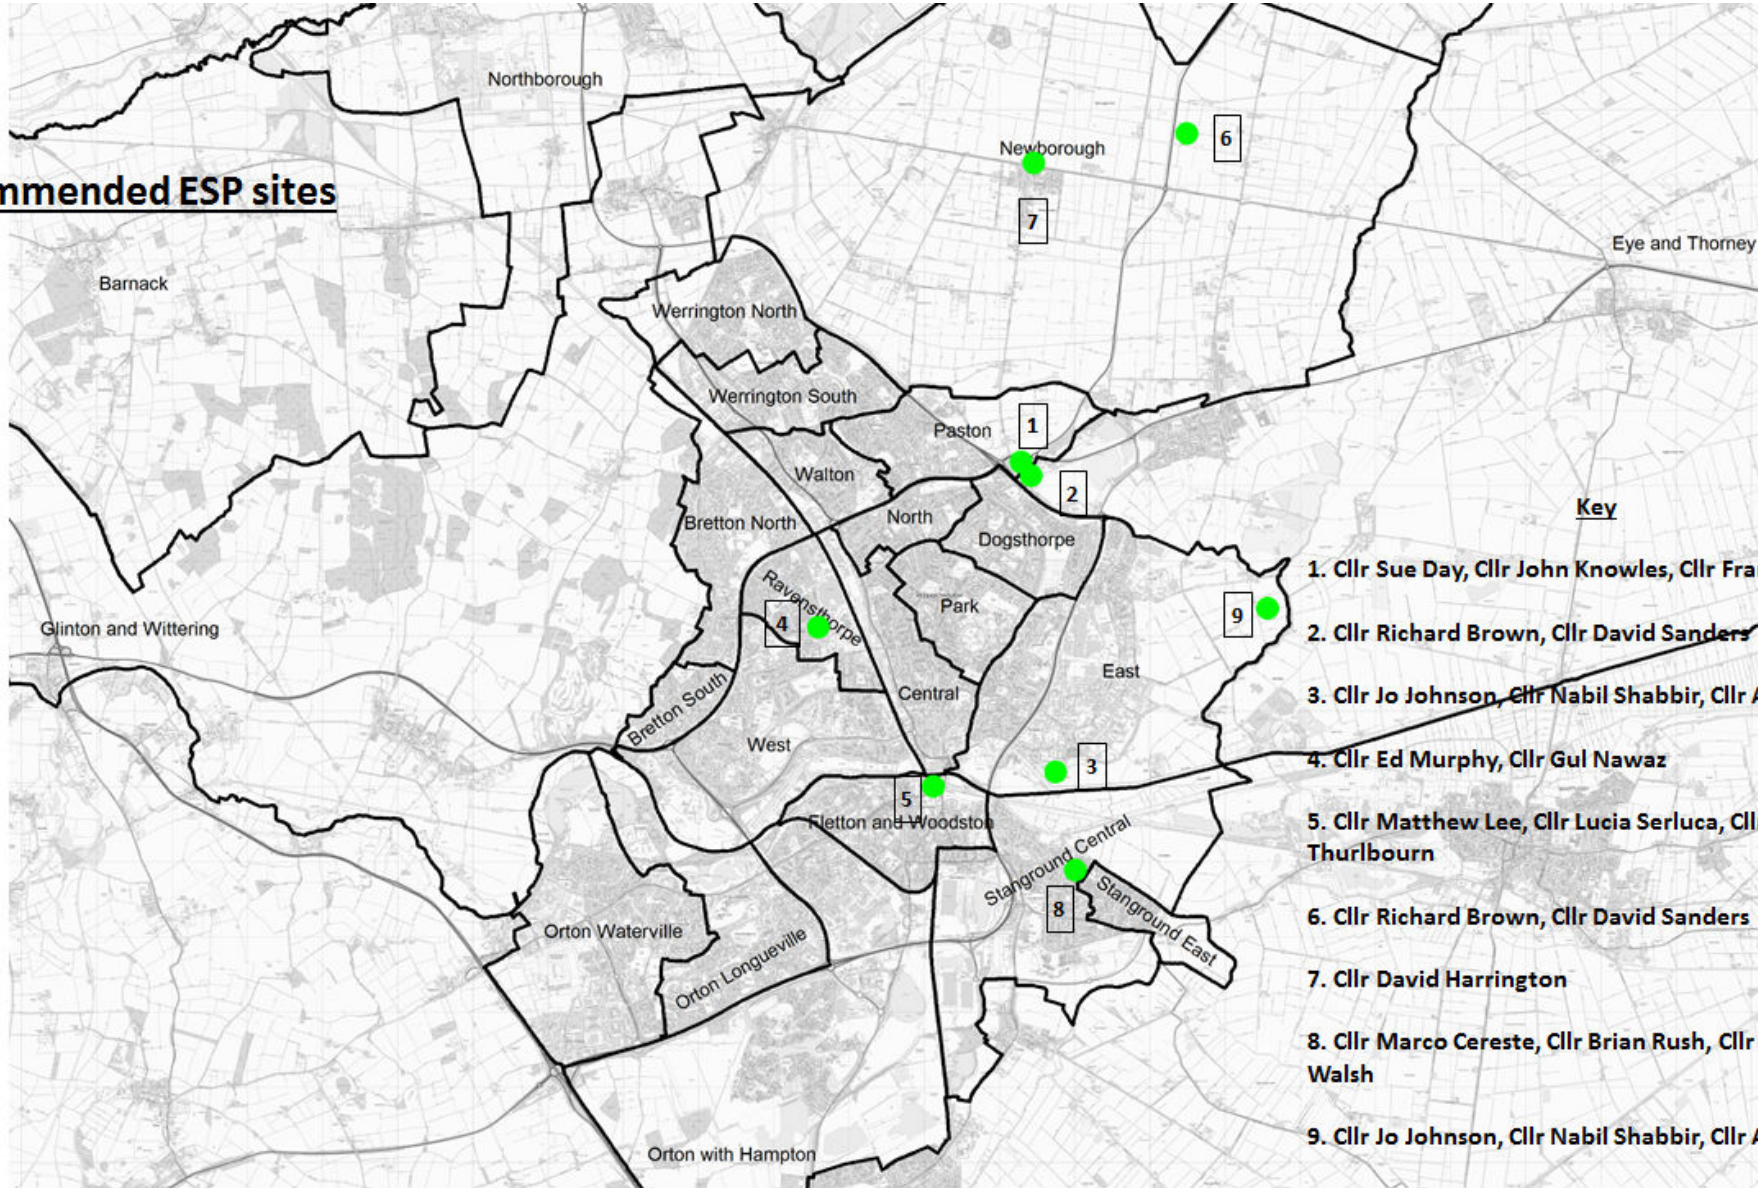 Northborough
Newborough
6
mmended ESP sites
7
Eye and Thorney
Barnack
Werrington North
Werrington South
1
Paston
Walton
2
Key
North
Bretton North
Dogsthorpe
1. Cllr Sue Day, Cllr John Knowles, Cllr Fra
Ravensthorpe
Park
9
4
Glinton and Wittering
2. Cllr Richard Brown, Cllr David Sanders
East
Central
3. Cllr Jo Johnson, Cllr Nabil Shabbir, Cllr A
Bretton South
West
4. Cllr Ed Murphy, Cllr Gul Nawaz
3
5
Fletton and Woodston
5. Cllr Matthew Lee, Cllr Lucia Serluca, Cll
Thurlbourn
Stanground Central
8
Stanground East
6. Cllr Richard Brown, Cllr David Sanders
Orton Waterville
Orton Longueville
7. Cllr David Harrington
8. Cllr Marco Cereste, Cllr Brian Rush, Cllr
Walsh
9. Cllr Jo Johnson, Cllr Nabil Shabbir, Cllr A
Orton with Hampton